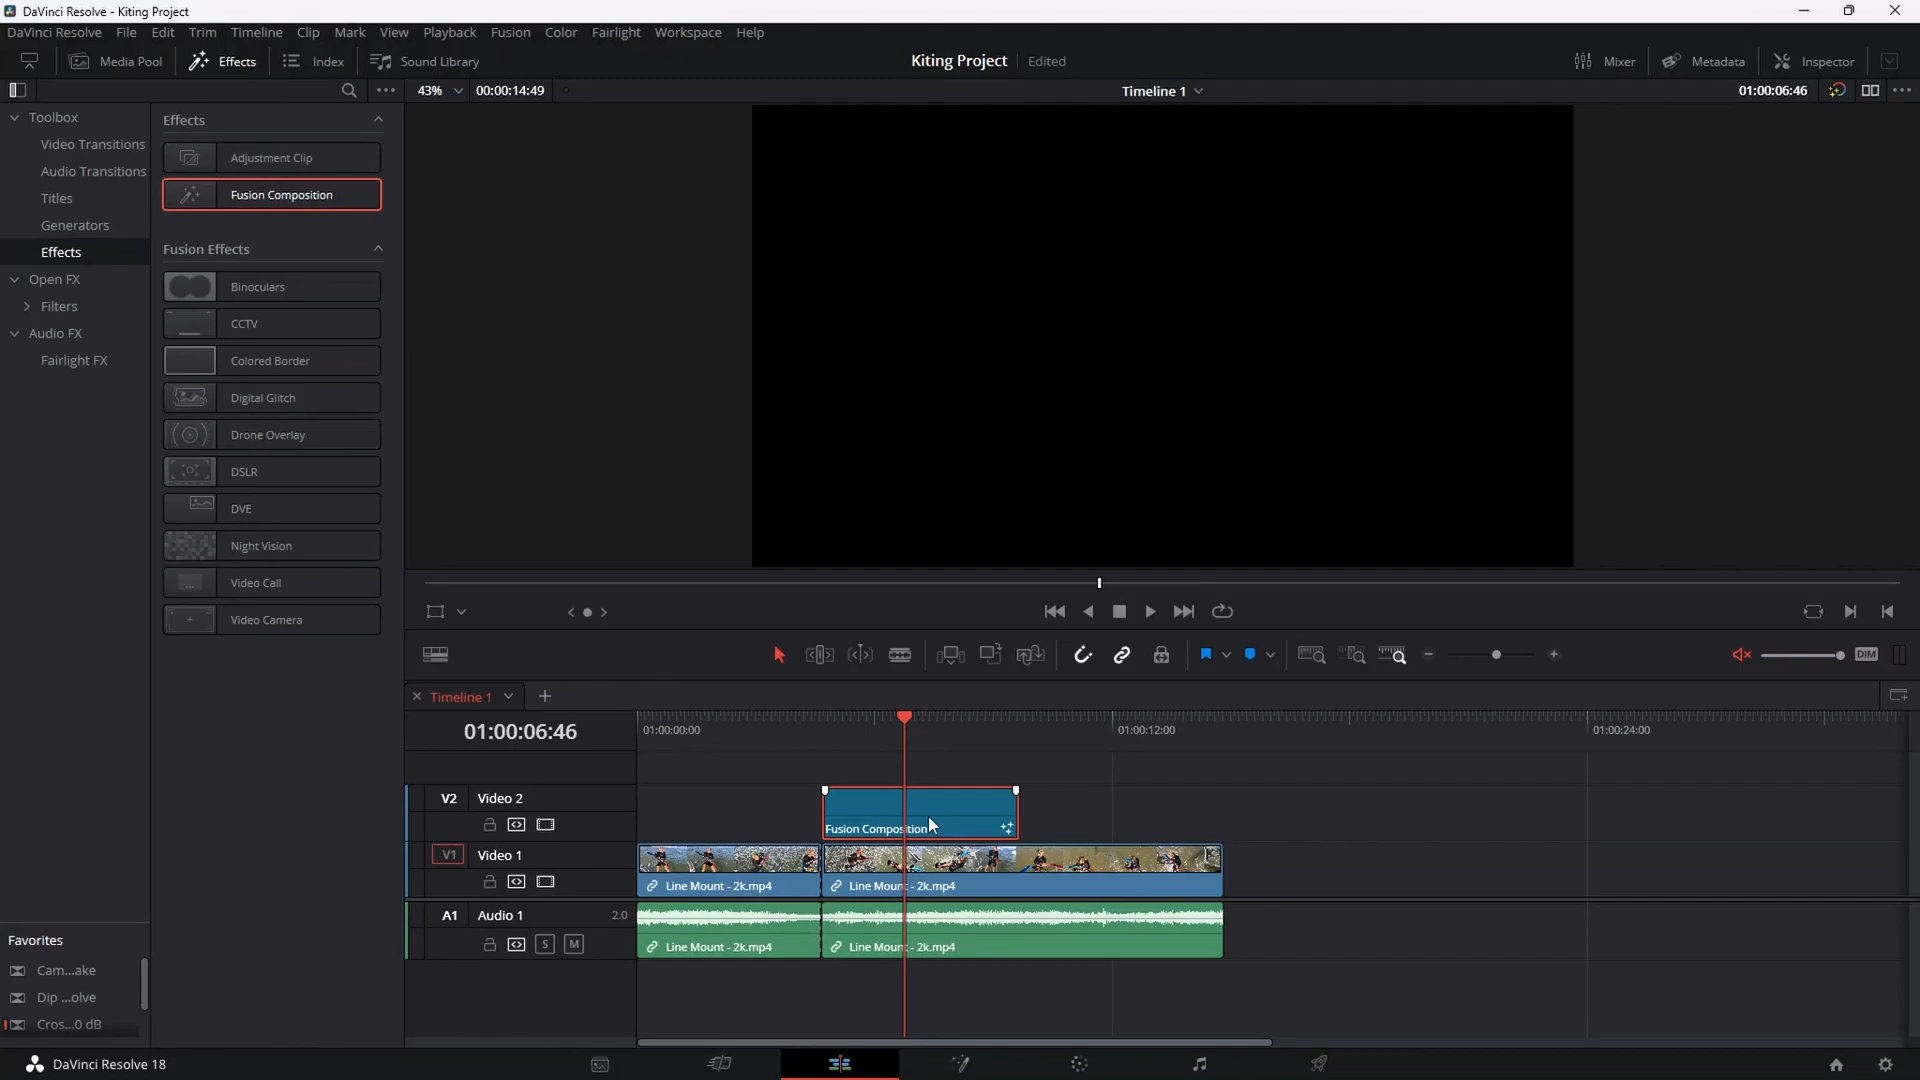 DaVinci Resolve - Kiting Project
DaVinci Resolve File Edit Trim Timeline Clip Mark View Playback Fusion Color Fairlight Workspace Help
Media Pool Effects Index Sound Library Kiting Project Edited Mixer Metadata Inspector
43% 00:00:14:49 Timeline 1 01:00:06:46
Toolbox
Video Transitions
Audio Transitions
Titles
Generators
Effects
Open FX
Filters
Audio FX
Fairlight FX
Effects
Adjustment Clip
Fusion Composition
Fusion Effects
Binoculars
CCTV
Colored Border
Digital Glitch
Drone Overlay
DSLR
DVE
Night Vision
Video Call
Video Camera
DIM
Timeline 1
01:00:06:46 01:00:00:00 01:00:12:00 01:00:24:00
V2 Video 2
Fusion Composition
V1 Video 1
Line Mount - 2k.mp4 Line Mount - 2k.mp4
A1 Audio 1 2.0
S M
Line Mount - 2k.mp4 Line Mount - 2k.mp4
Favorites
Cam...ake
Dip ...olve
Cros...0 dB
DaVinci Resolve 18